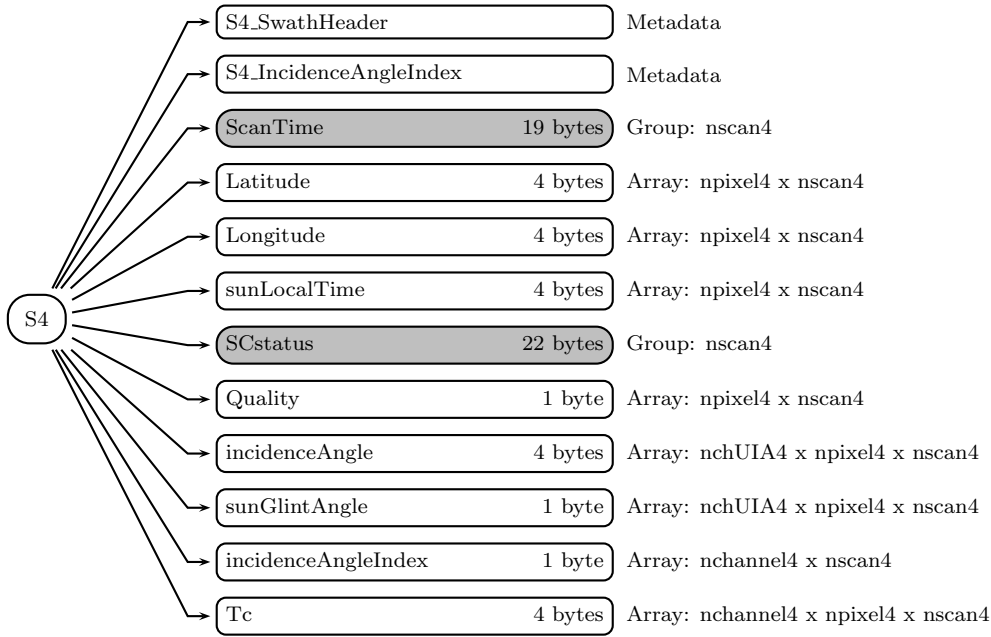 S4_SwathHeader Metadata
S4_IncidenceAngleIndex Metadata
ScanTime 19 bytes Group: nscan4
Latitude 4 bytes Array: npixel4 x nscan4
Longitude 4 bytes Array: npixel4 x nscan4
sunLocalTime 4 bytes Array: npixel4 x nscan4
S4
SCstatus 22 bytes Group: nscan4
Quality 1 byte Array: npixel4 x nscan4
incidenceAngle 4 bytes Array: nchUIA4 x npixel4 x nscan4
sunGlintAngle 1 byte Array: nchUIA4 x npixel4 x nscan4
incidenceAngleIndex 1 byte Array: nchannel4 x nscan4
Tc 4 bytes Array: nchannel4 x npixel4 x nscan4